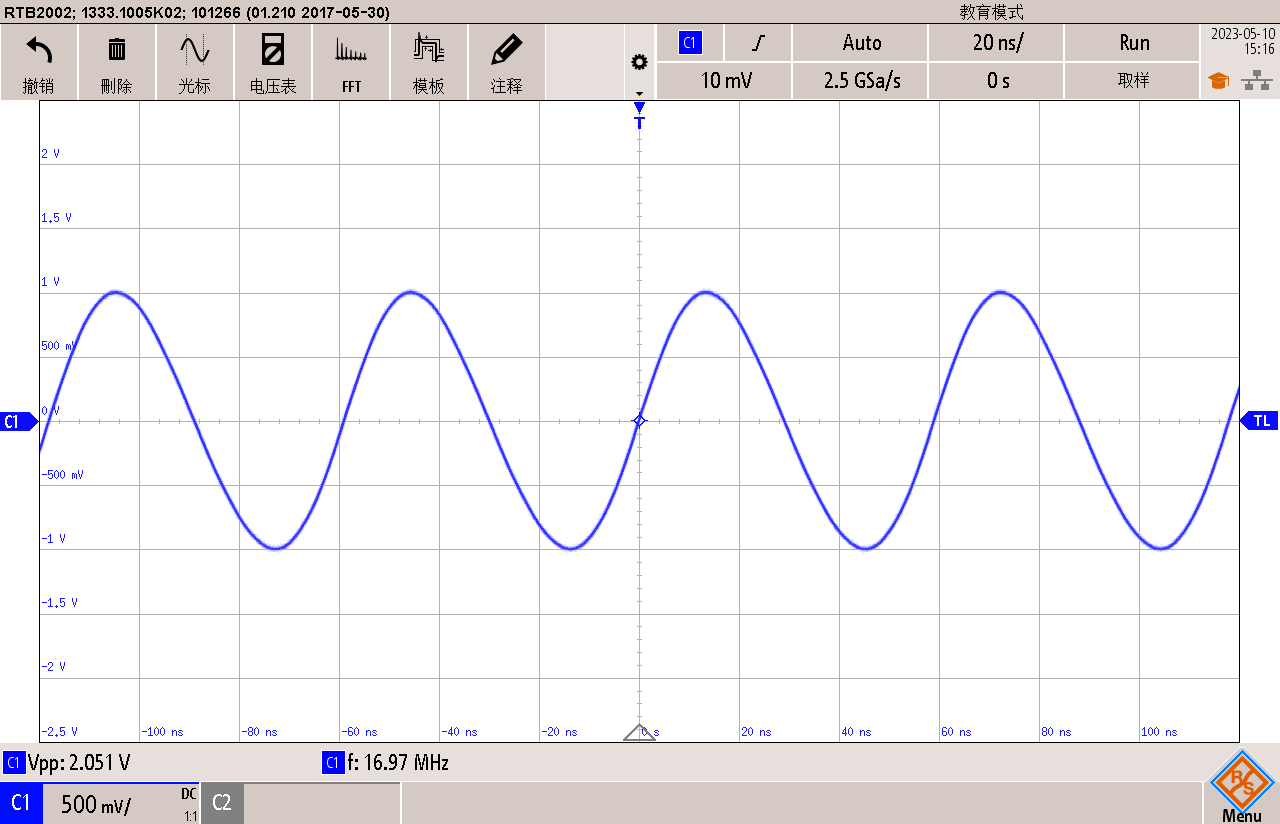 RTB2002; 1333.1005K02; 101266 (01.210 2017-05-30)
教育模式
撤销
刪除
光标
电压表
FFT
模板
注释
C1
Auto
20 ns/
Run
2023-05-10
15:16
10 mV
2.5 GSa/s
0 s
取样
T
2 V
1.5 V
1 V
500 mV
0 V
C1
TL
-500 mV
-1 V
-1.5 V
-2 V
-2.5 V
-100 ns
-80 ns
-60 ns
-40 ns
-20 ns
0 s
20 ns
40 ns
60 ns
80 ns
100 ns
C1 Vpp: 2.051 V
C1 f: 16.97 MHz
C1
500 mV/
DC
1:1
C2
R
S
Menu